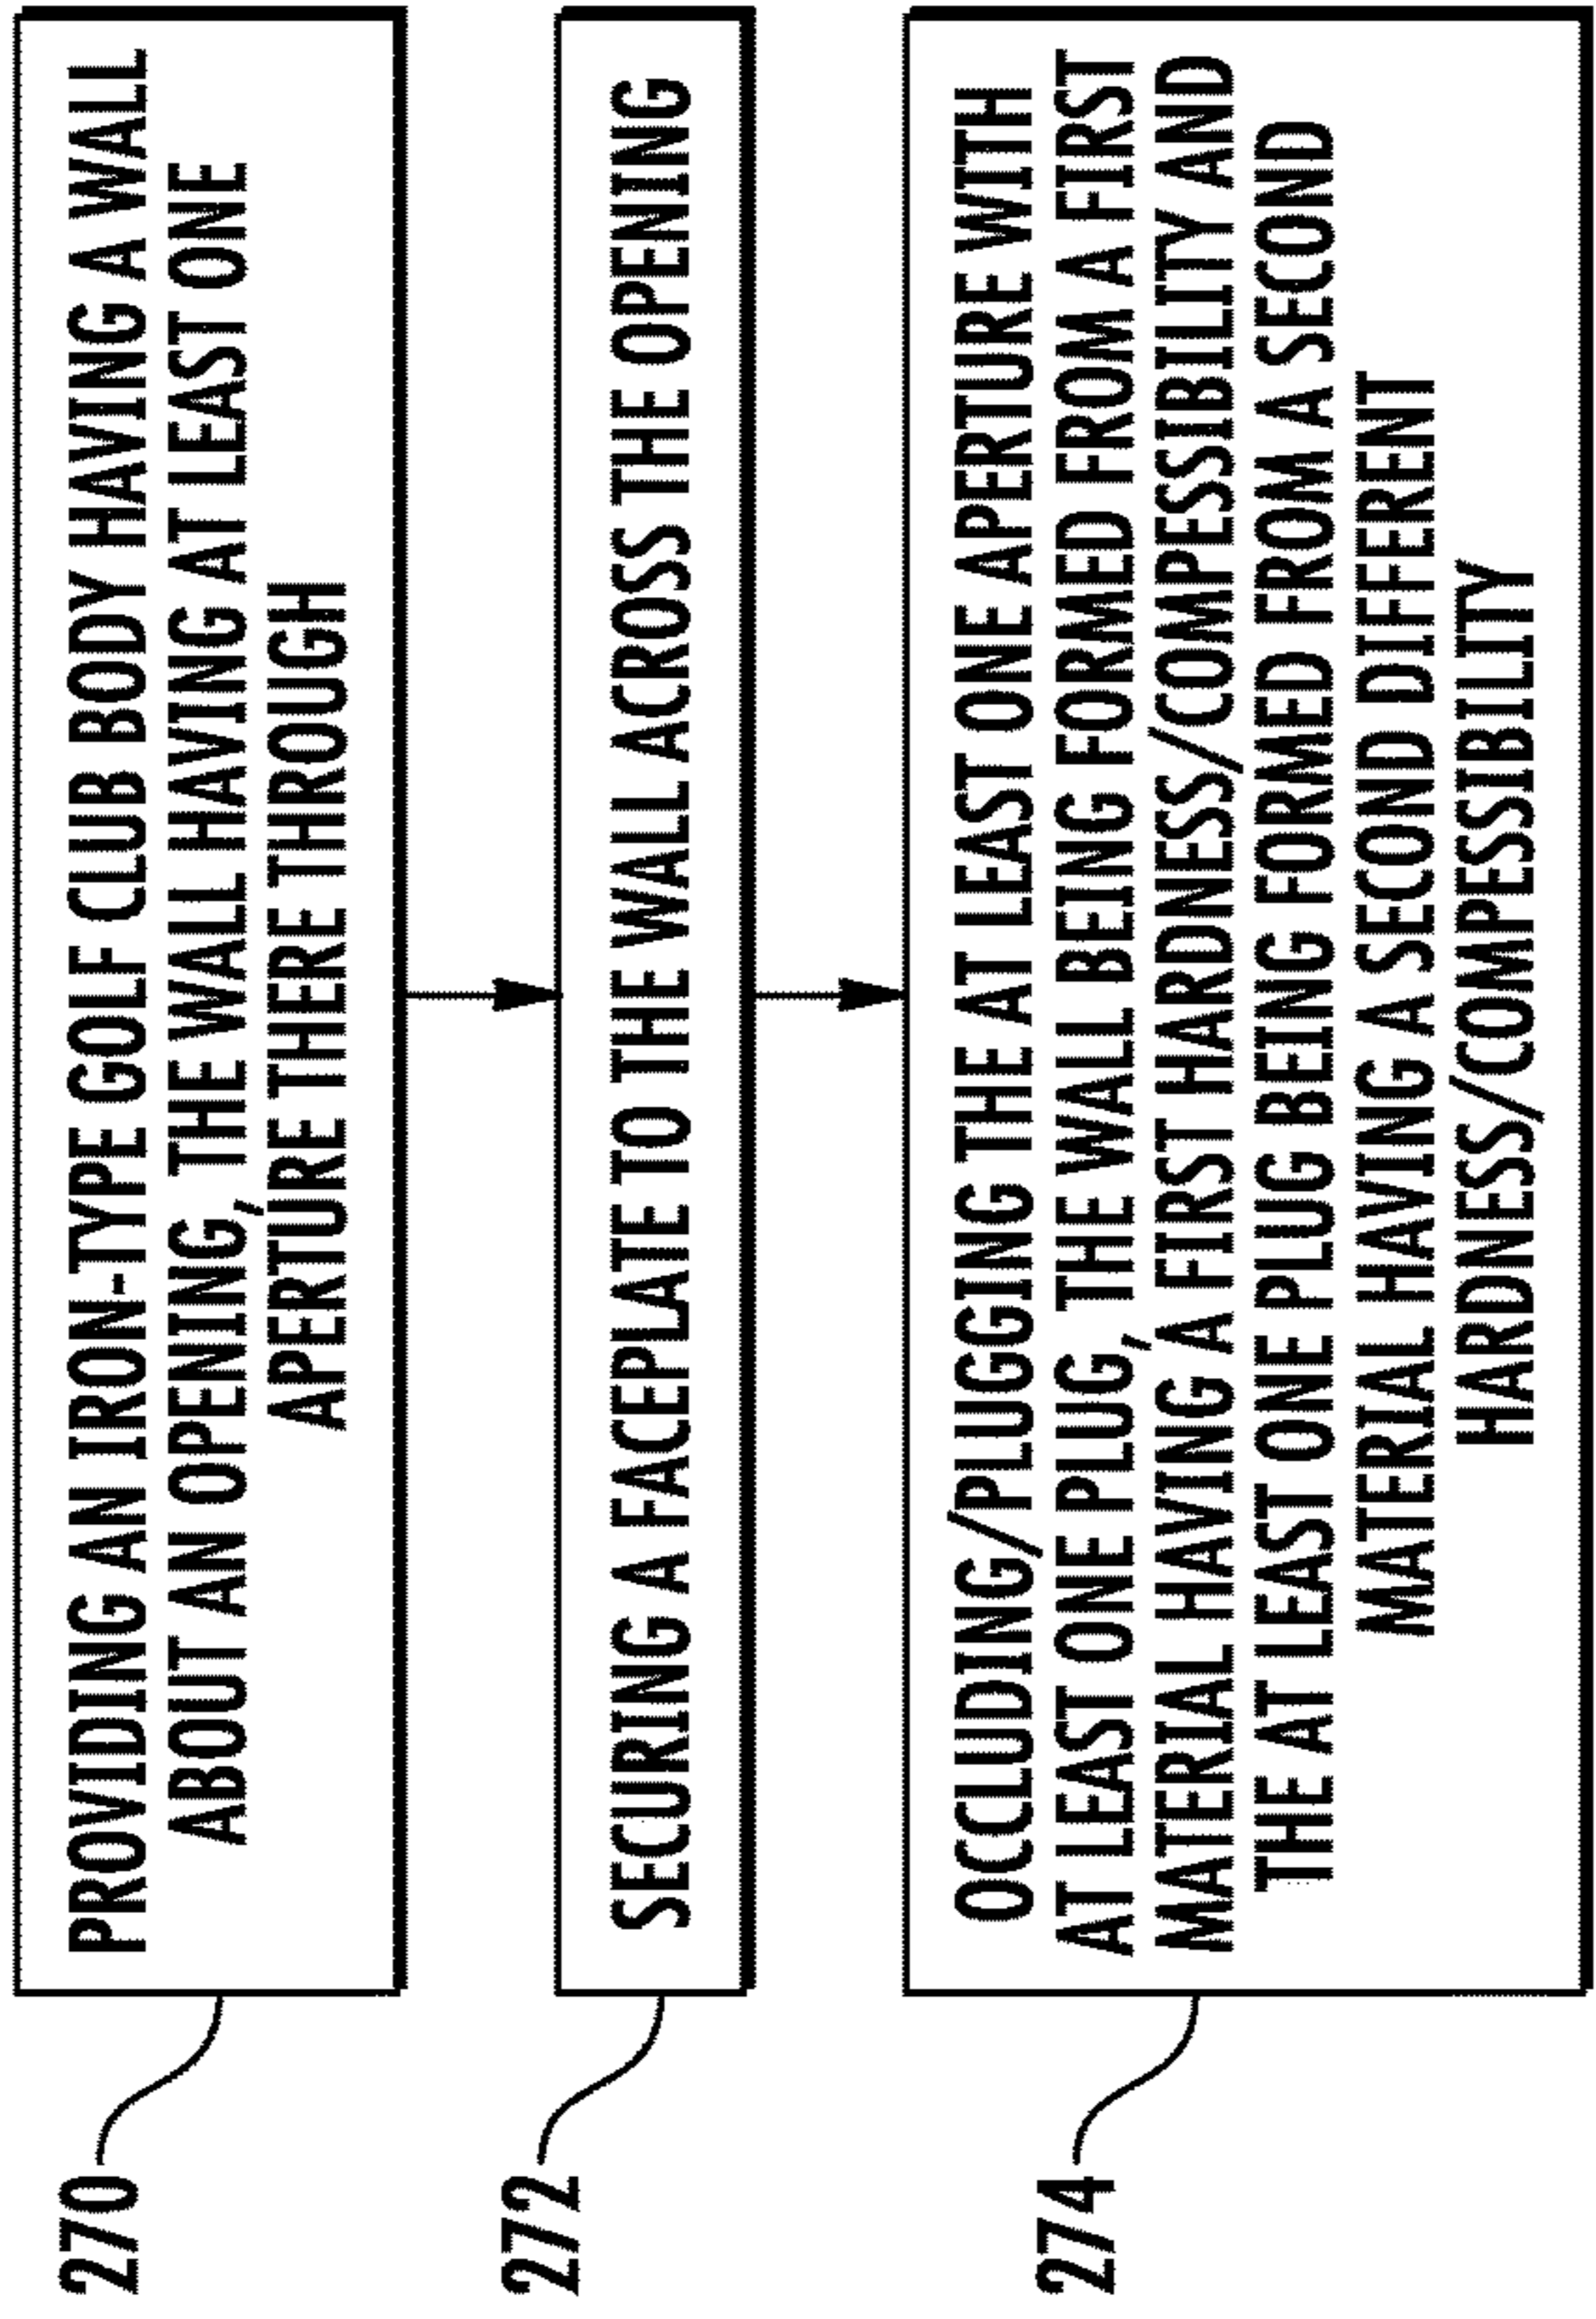 270
PROVIDING AN IRON-TYPE GOLF CLUB BODY HAVING A WALL
ABOUT AN OPENING, THE WALL HAVING AT LEAST ONE
APERTURE THERE THROUGH
272
SECURING A FACEPLATE TO THE WALL ACROSS THE OPENING
274
OCCLUDING/PLUGGING THE AT LEAST ONE APERTURE WITH
AT LEAST ONE PLUG, THE WALL BEING FORMED FROM A FIRST
MATERIAL HAVING A FIRST HARDNESS/COMPESSIBILITY AND
THE AT LEAST ONE PLUG BEING FORMED FROM A SECOND
MATERIAL HAVING A SECOND DIFFERENT
HARDNESS/COMPESSIBILITY